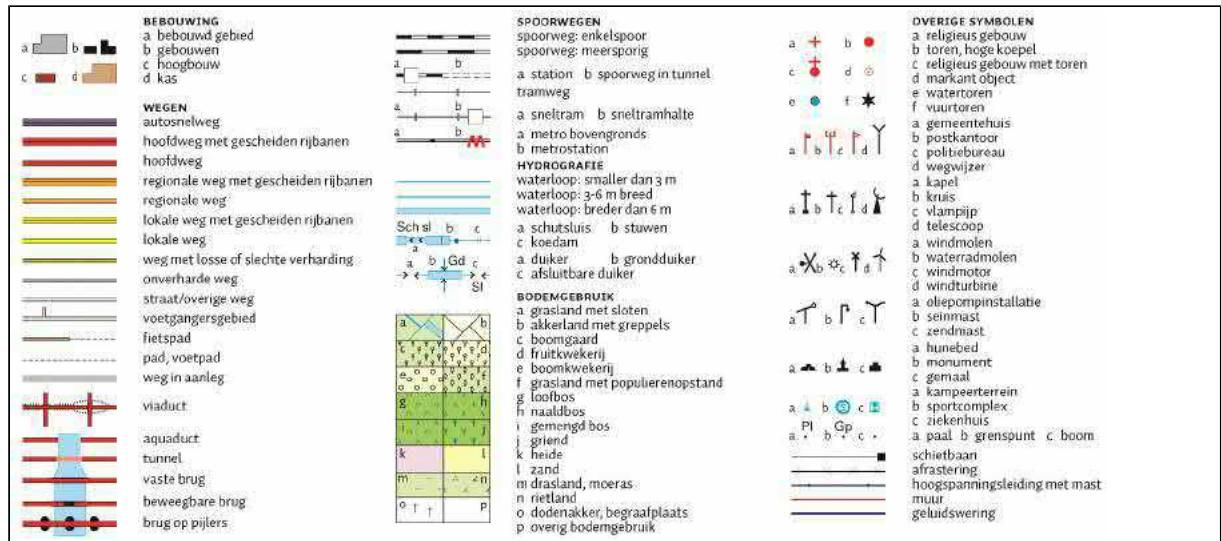 BEBOUWING
a bebouwd gebied
b gebouwen
c hoogbouw
d kas
a b
c d
WEGEN
autosnelweg
hoofdweg met gescheiden rijbanen
hoofdweg
regionale weg met gescheiden rijbanen
regionale weg
lokale weg met gescheiden rijbanen
lokale weg
weg met losse of slechte verharding
onverharde weg
straat/overige weg
voetgangersgebied
fietspad
pad, voetpad
weg in aanleg
viaduct
aquaduct
tunnel
vaste brug
beweegbare brug
brug op pijlers
SPOORWEGEN
spoorweg: enkelspoor
spoorweg: meersporig
a b
a station b spoorweg in tunnel
tramweg
a b
a sneltram b sneltramhalte
a b
a metro bovengronds
b metrostation
HYDROGRAFIE
waterloop: smaller dan 3 m
waterloop: 3-6 m breed
waterloop: breder dan 6 m
Sch sl b c
a
a schutsluis b stuwen
c koedam
a b Gd c
Sl
a duiker b grondduiker
c afsluitbare duiker
BODEMGEBRUIK
a grasland met sloten
b akkerland met greppels
c boomgaard
d fruitkwekerij
e boomkwekerij
f grasland met populierenopstand
g loofbos
h naaldbos
i gemengd bos
j griend
k heide
l zand
m drasland, moeras
n rietland
o dodenakker, begraafplaats
p overig bodemgebruik
a b
c d
e f
g h
i j
k l
m n
o p
OVERIGE SYMBOLEN
a religieus gebouw
b toren, hoge koepel
c religieus gebouw met toren
d markant object
e watertoren
f vuurtoren
a b
c d
e f
a gemeentehuis
b postkantoor
c politiebureau
d wegwijzer
a b c d
a kapel
b kruis
c vlampijp
d telescoop
a b c d
a windmolen
b waterradmolen
c windmotor
d windturbine
a b c d
a oliepompinstallatie
b seinmast
c zendmast
a b c
a hunebed
b monument
c gemaal
a b c
a kampeerterrein
b sportcomplex
c ziekenhuis
a b S c
Pl Gp
a b c
a paal b grenspunt c boom
schietbaan
afrastering
hoogspanningsleiding met mast
muur
geluidswering